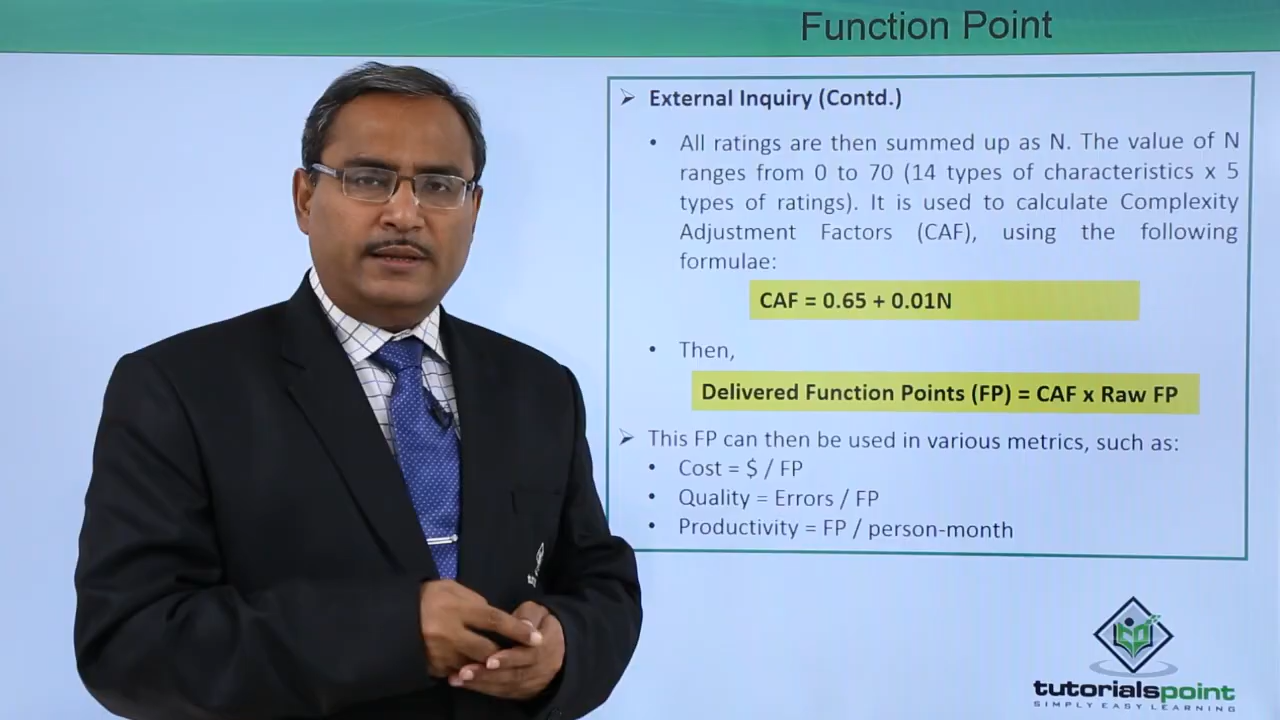 Function Point
➢ External Inquiry (Contd.)
• All ratings are then summed up as N. The value of N
ranges from 0 to 70 (14 types of characteristics x 5
types of ratings). It is used to calculate Complexity
Adjustment Factors (CAF), using the following
formulae:
CAF = 0.65 + 0.01N
• Then,
Delivered Function Points (FP) = CAF x Raw FP
➢ This FP can then be used in various metrics, such as:
• Cost = $ / FP
• Quality = Errors / FP
• Productivity = FP / person-month
tutorialspoint
SIMPLY EASY LEARNING